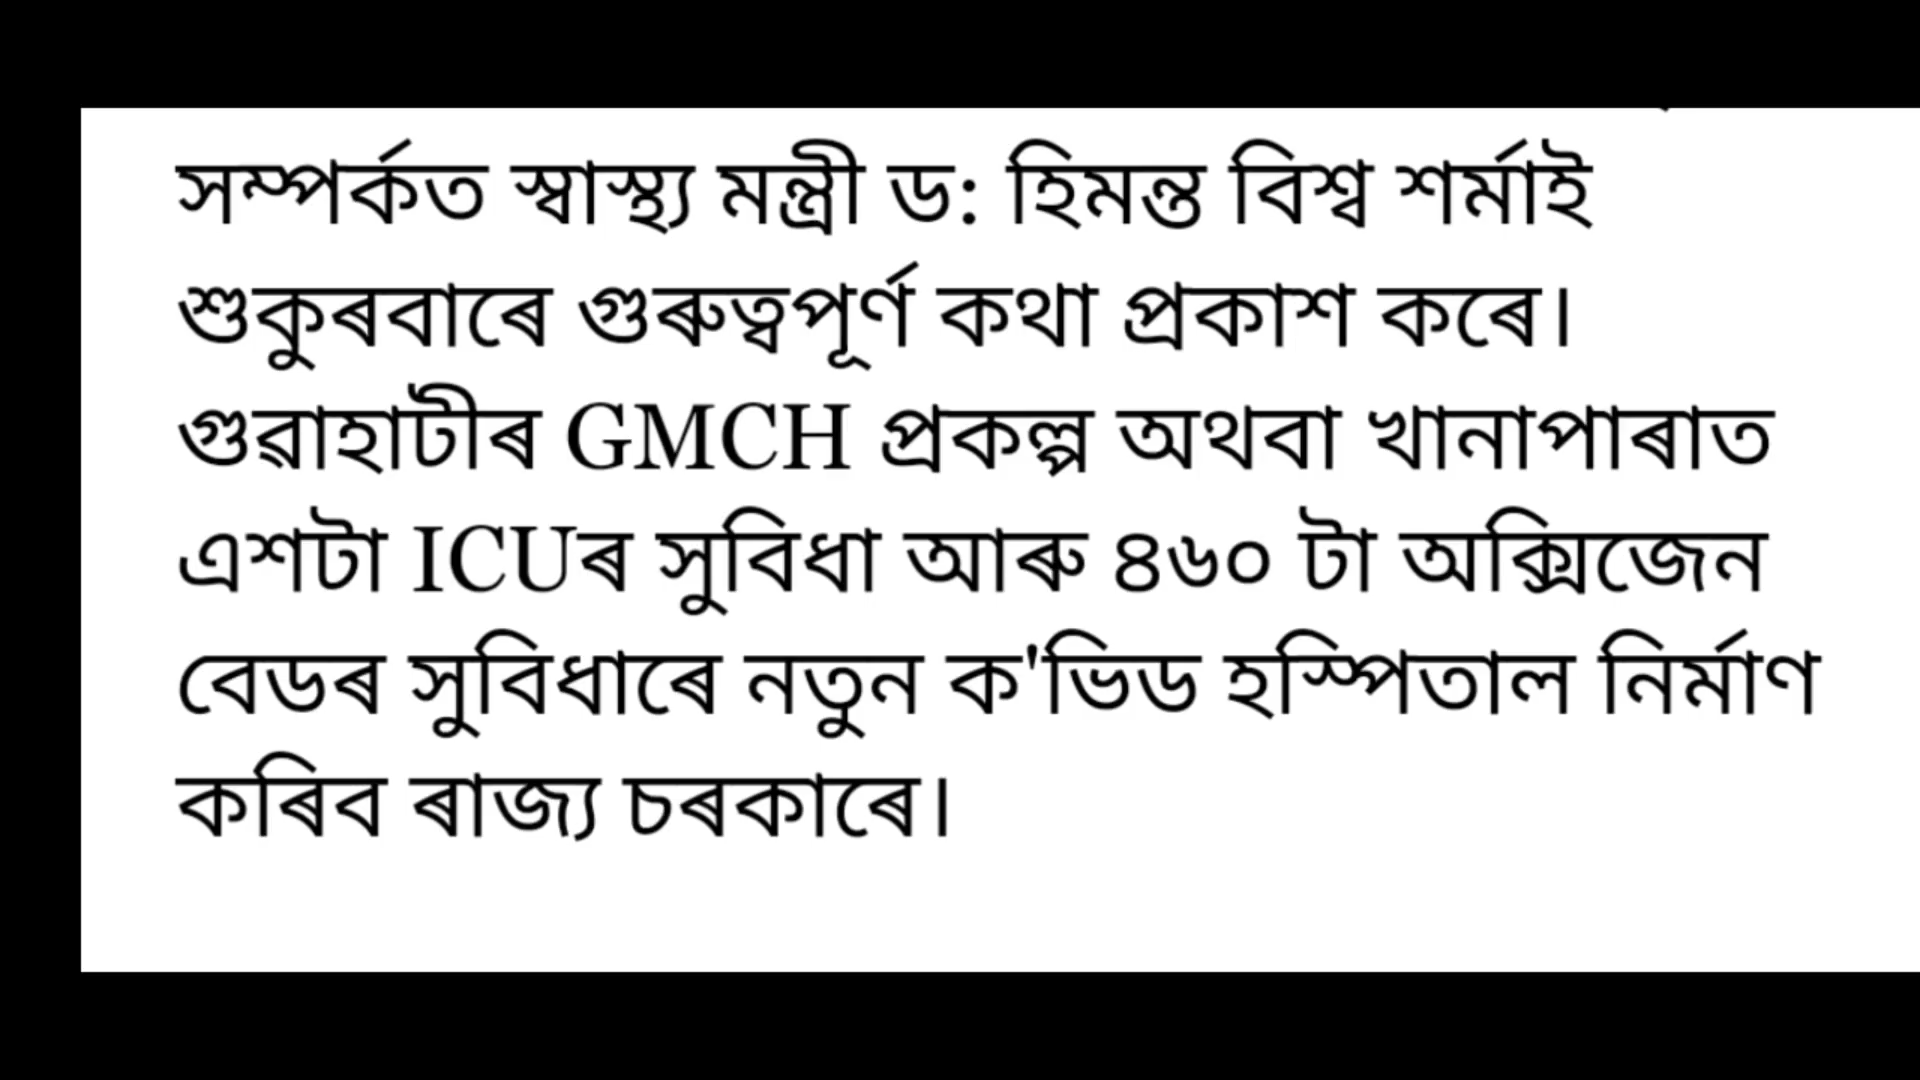 সম্পৰ্কত স্বাস্থ্য মন্ত্ৰী ড: হিমন্ত বিশ্ব শৰ্মাই
শুকুৰবাৰে গুৰুত্বপূৰ্ণ কথা প্ৰকাশ কৰে।
গুৱাহাটীৰ GMCH প্ৰকল্প অথবা খানাপাৰাত
এশটা ICUৰ সুবিধা আৰু ৪৬০ টা অক্সিজেন
বেডৰ সুবিধাৰে নতুন ক'ভিড হস্পিতাল নিৰ্মাণ
কৰিব ৰাজ্য চৰকাৰে।